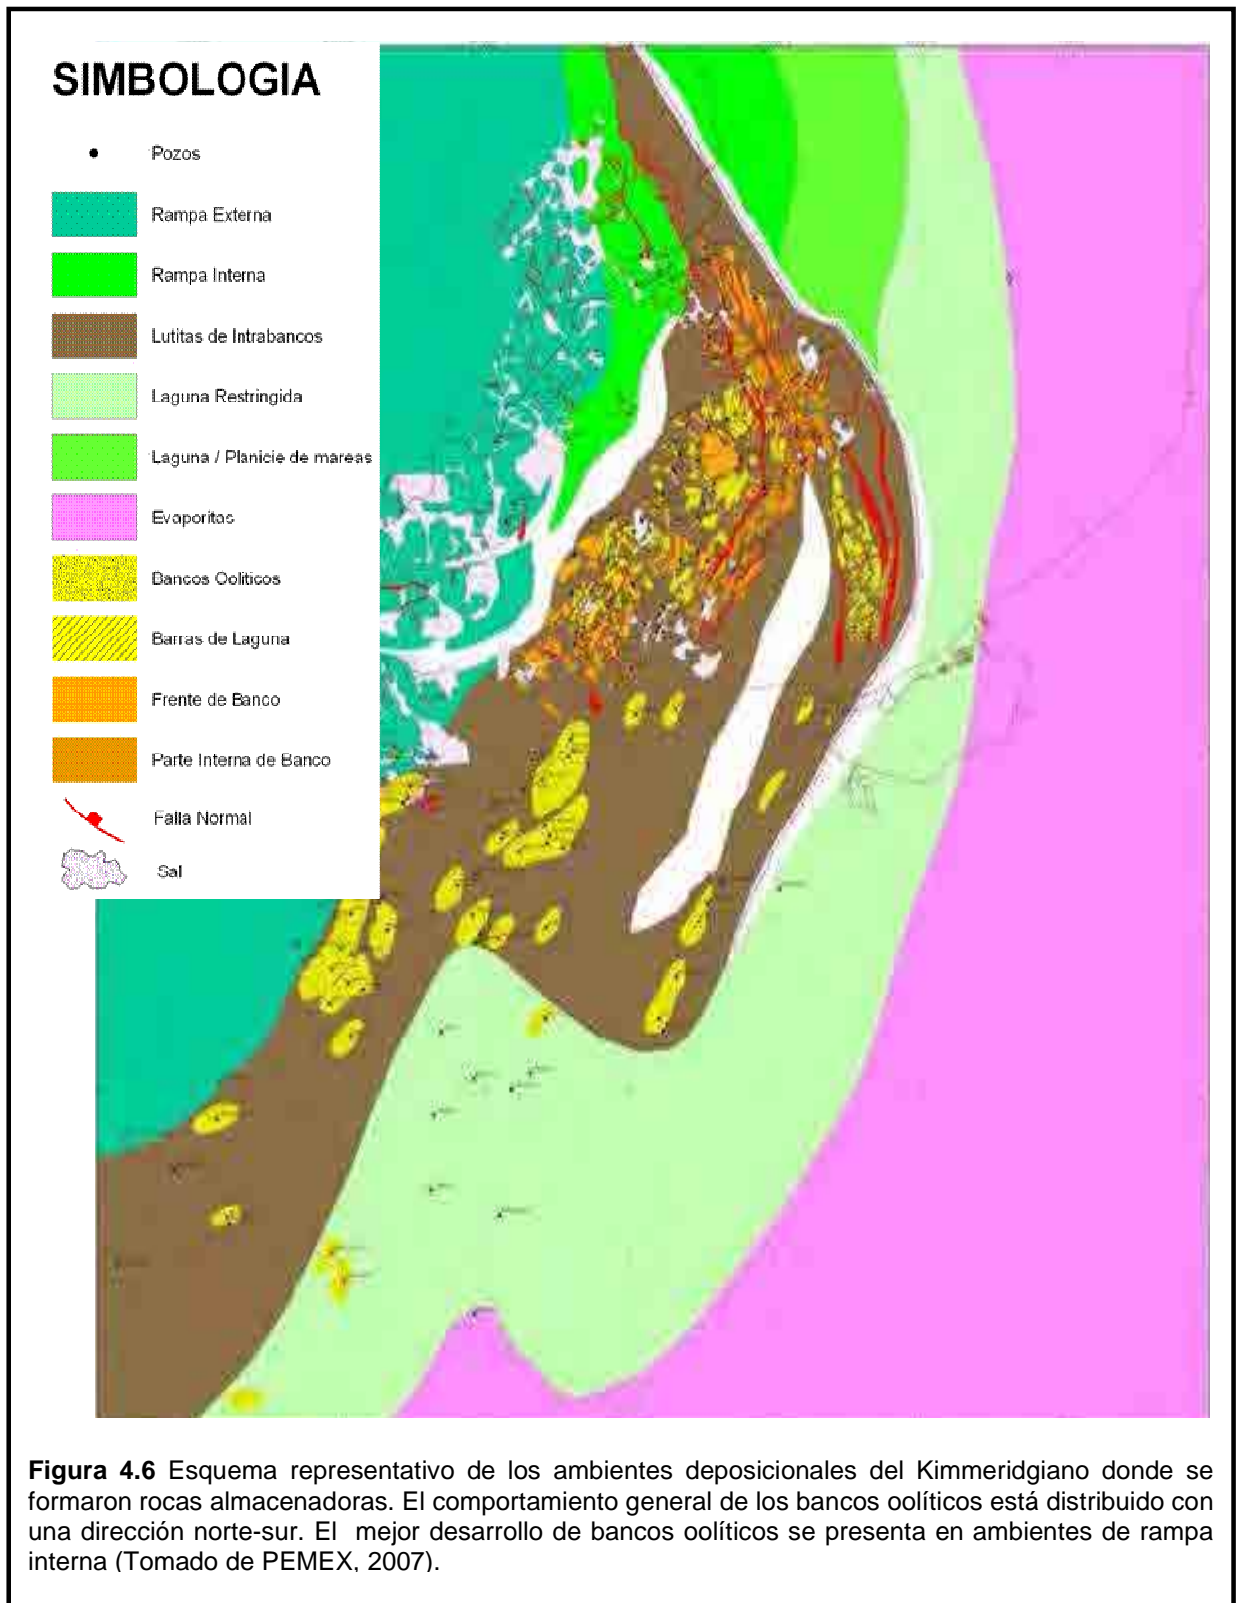 SIMBOLOGIA
Pozos
Rampa Externa
Rampa Interna
Lutitas de Intrabancos
Laguna Restringida
Laguna / Planicie de mareas
Evaporitas
Bancos Ooliticos
Barras de Laguna
Frente de Banco
Parte Interna de Banco
Falla Normal
Sal
Figura 4.6 Esquema representativo de los ambientes deposicionales del Kimmeridgiano donde se
formaron rocas almacenadoras. El comportamiento general de los bancos oolíticos está distribuido con
una dirección norte-sur. El mejor desarrollo de bancos oolíticos se presenta en ambientes de rampa
interna (Tomado de PEMEX, 2007).